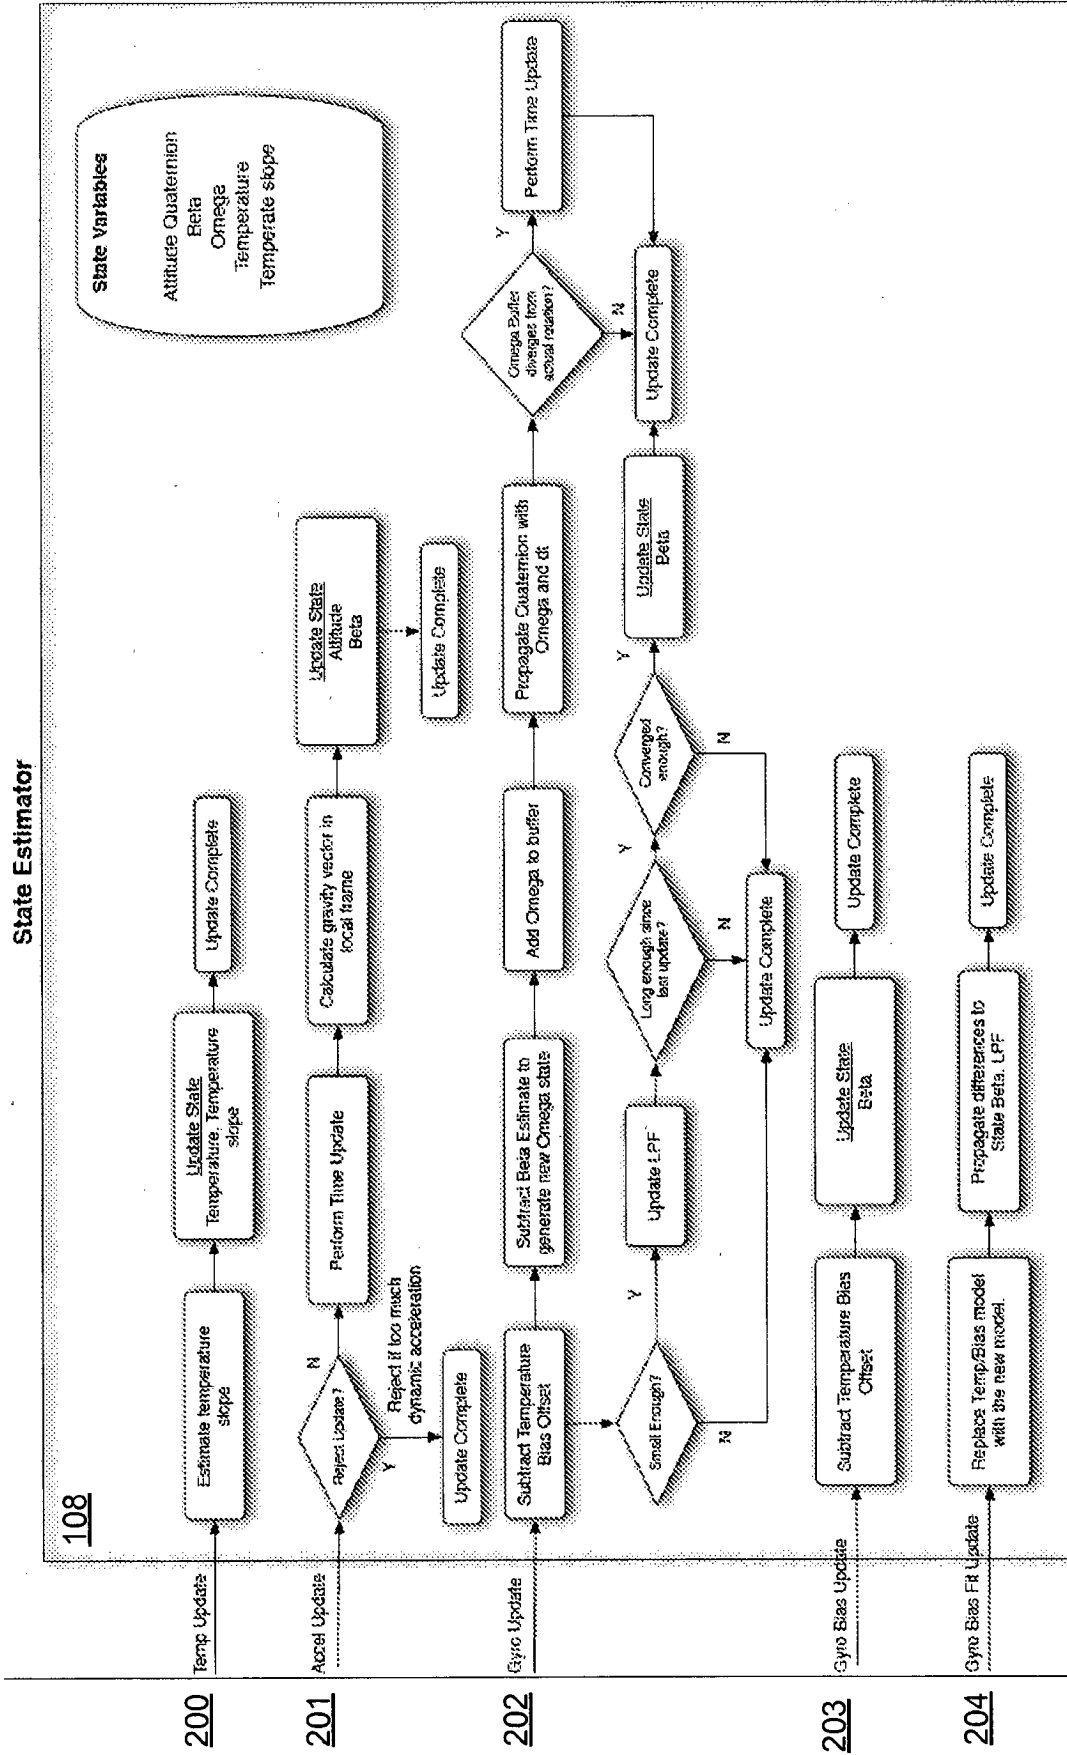 State Estimator
108
State Variables
Attitude Quaternion
Beta
Omega
Temperature
Temperate slope
200
Temp Update
Estimate temperature
slope
Update State
Temperature, Temperature
slope
Update Complete
201
Accel Update
Reject Update?
N
Y
Reject if too much
dynamic acceleration
Update Complete
Perform Time Update
Calculate gravity vector in
local frame
Update State
Attitude
Beta
Update Complete
202
Gyro Update
Subtract Temperature
Bias Offset
Subtract Beta Estimate to
generate new Omega state
Add Omega to buffer
Propagate Quaternion with
Omega and dt
Omega Buffer
diverges from
actual rotation?
Y
N
Perform Time Update
Small Enough?
Y
N
Update LPF
Long enough since
last update?
Y
N
Converged
enough?
Y
N
Update State
Beta
Update Complete
Update Complete
203
Gyro Bias Update
Subtract Temperature Bias
Offset
Update State
Beta
Update Complete
204
Gyro Bias Fit Update
Replace Temp/Bias model
with the new model.
Propagate differences to
State Beta, LPF
Update Complete